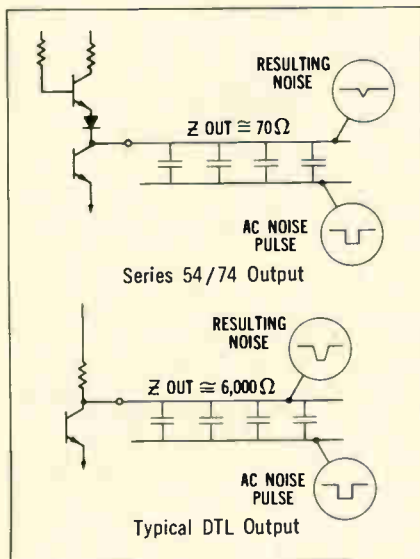 RESULTING
NOISE
Z OUT ≅ 70Ω
AC NOISE
PULSE
Series 54/74 Output
RESULTING
NOISE
Z OUT ≅ 6,000Ω
AC NOISE
PULSE
Typical DTL Output